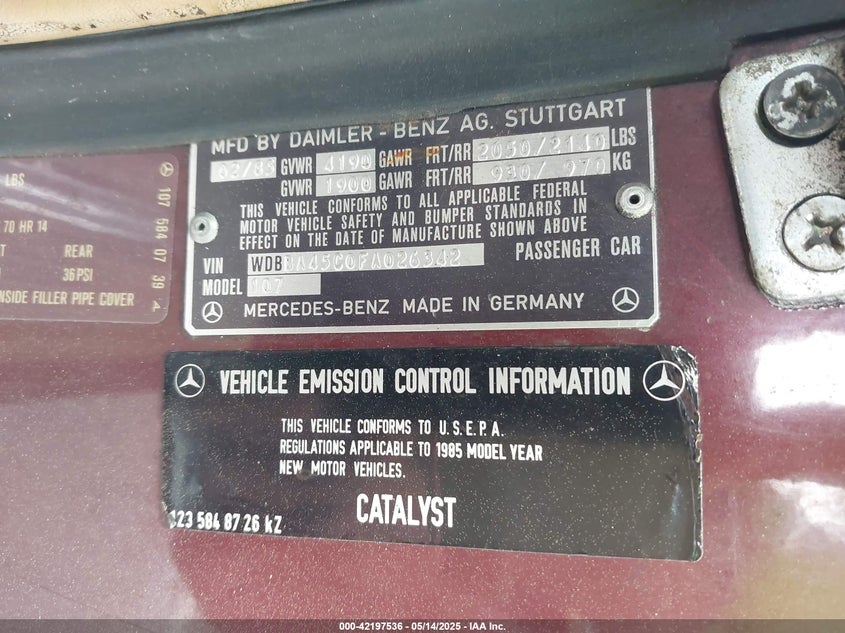 MFD BY DAIMLER - BENZ AG. STUTTGART
02/85 GVWR 4190 GAWR FRT/RR 2050/2140 LBS
GVWR 1900 GAWR FRT/RR 930/ 970 KG
THIS VEHICLE CONFORMS TO ALL APPLICABLE FEDERAL
MOTOR VEHICLE SAFETY AND BUMPER STANDARDS IN
EFFECT ON THE DATE OF MANUFACTURE SHOWN ABOVE
VIN WDBBA45C0FA026342 PASSENGER CAR
MODEL 107
MERCEDES-BENZ MADE IN GERMANY
LBS
70 HR 14
REAR
36 PSI
NSIDE FILLER PIPE COVER
107 584 07 39
VEHICLE EMISSION CONTROL INFORMATION
THIS VEHICLE CONFORMS TO U.S.E.P.A.
REGULATIONS APPLICABLE TO 1985 MODEL YEAR
NEW MOTOR VEHICLES.
CATALYST
123 584 87 26 kZ
000-42197536 - 05/14/2025 - IAA Inc.